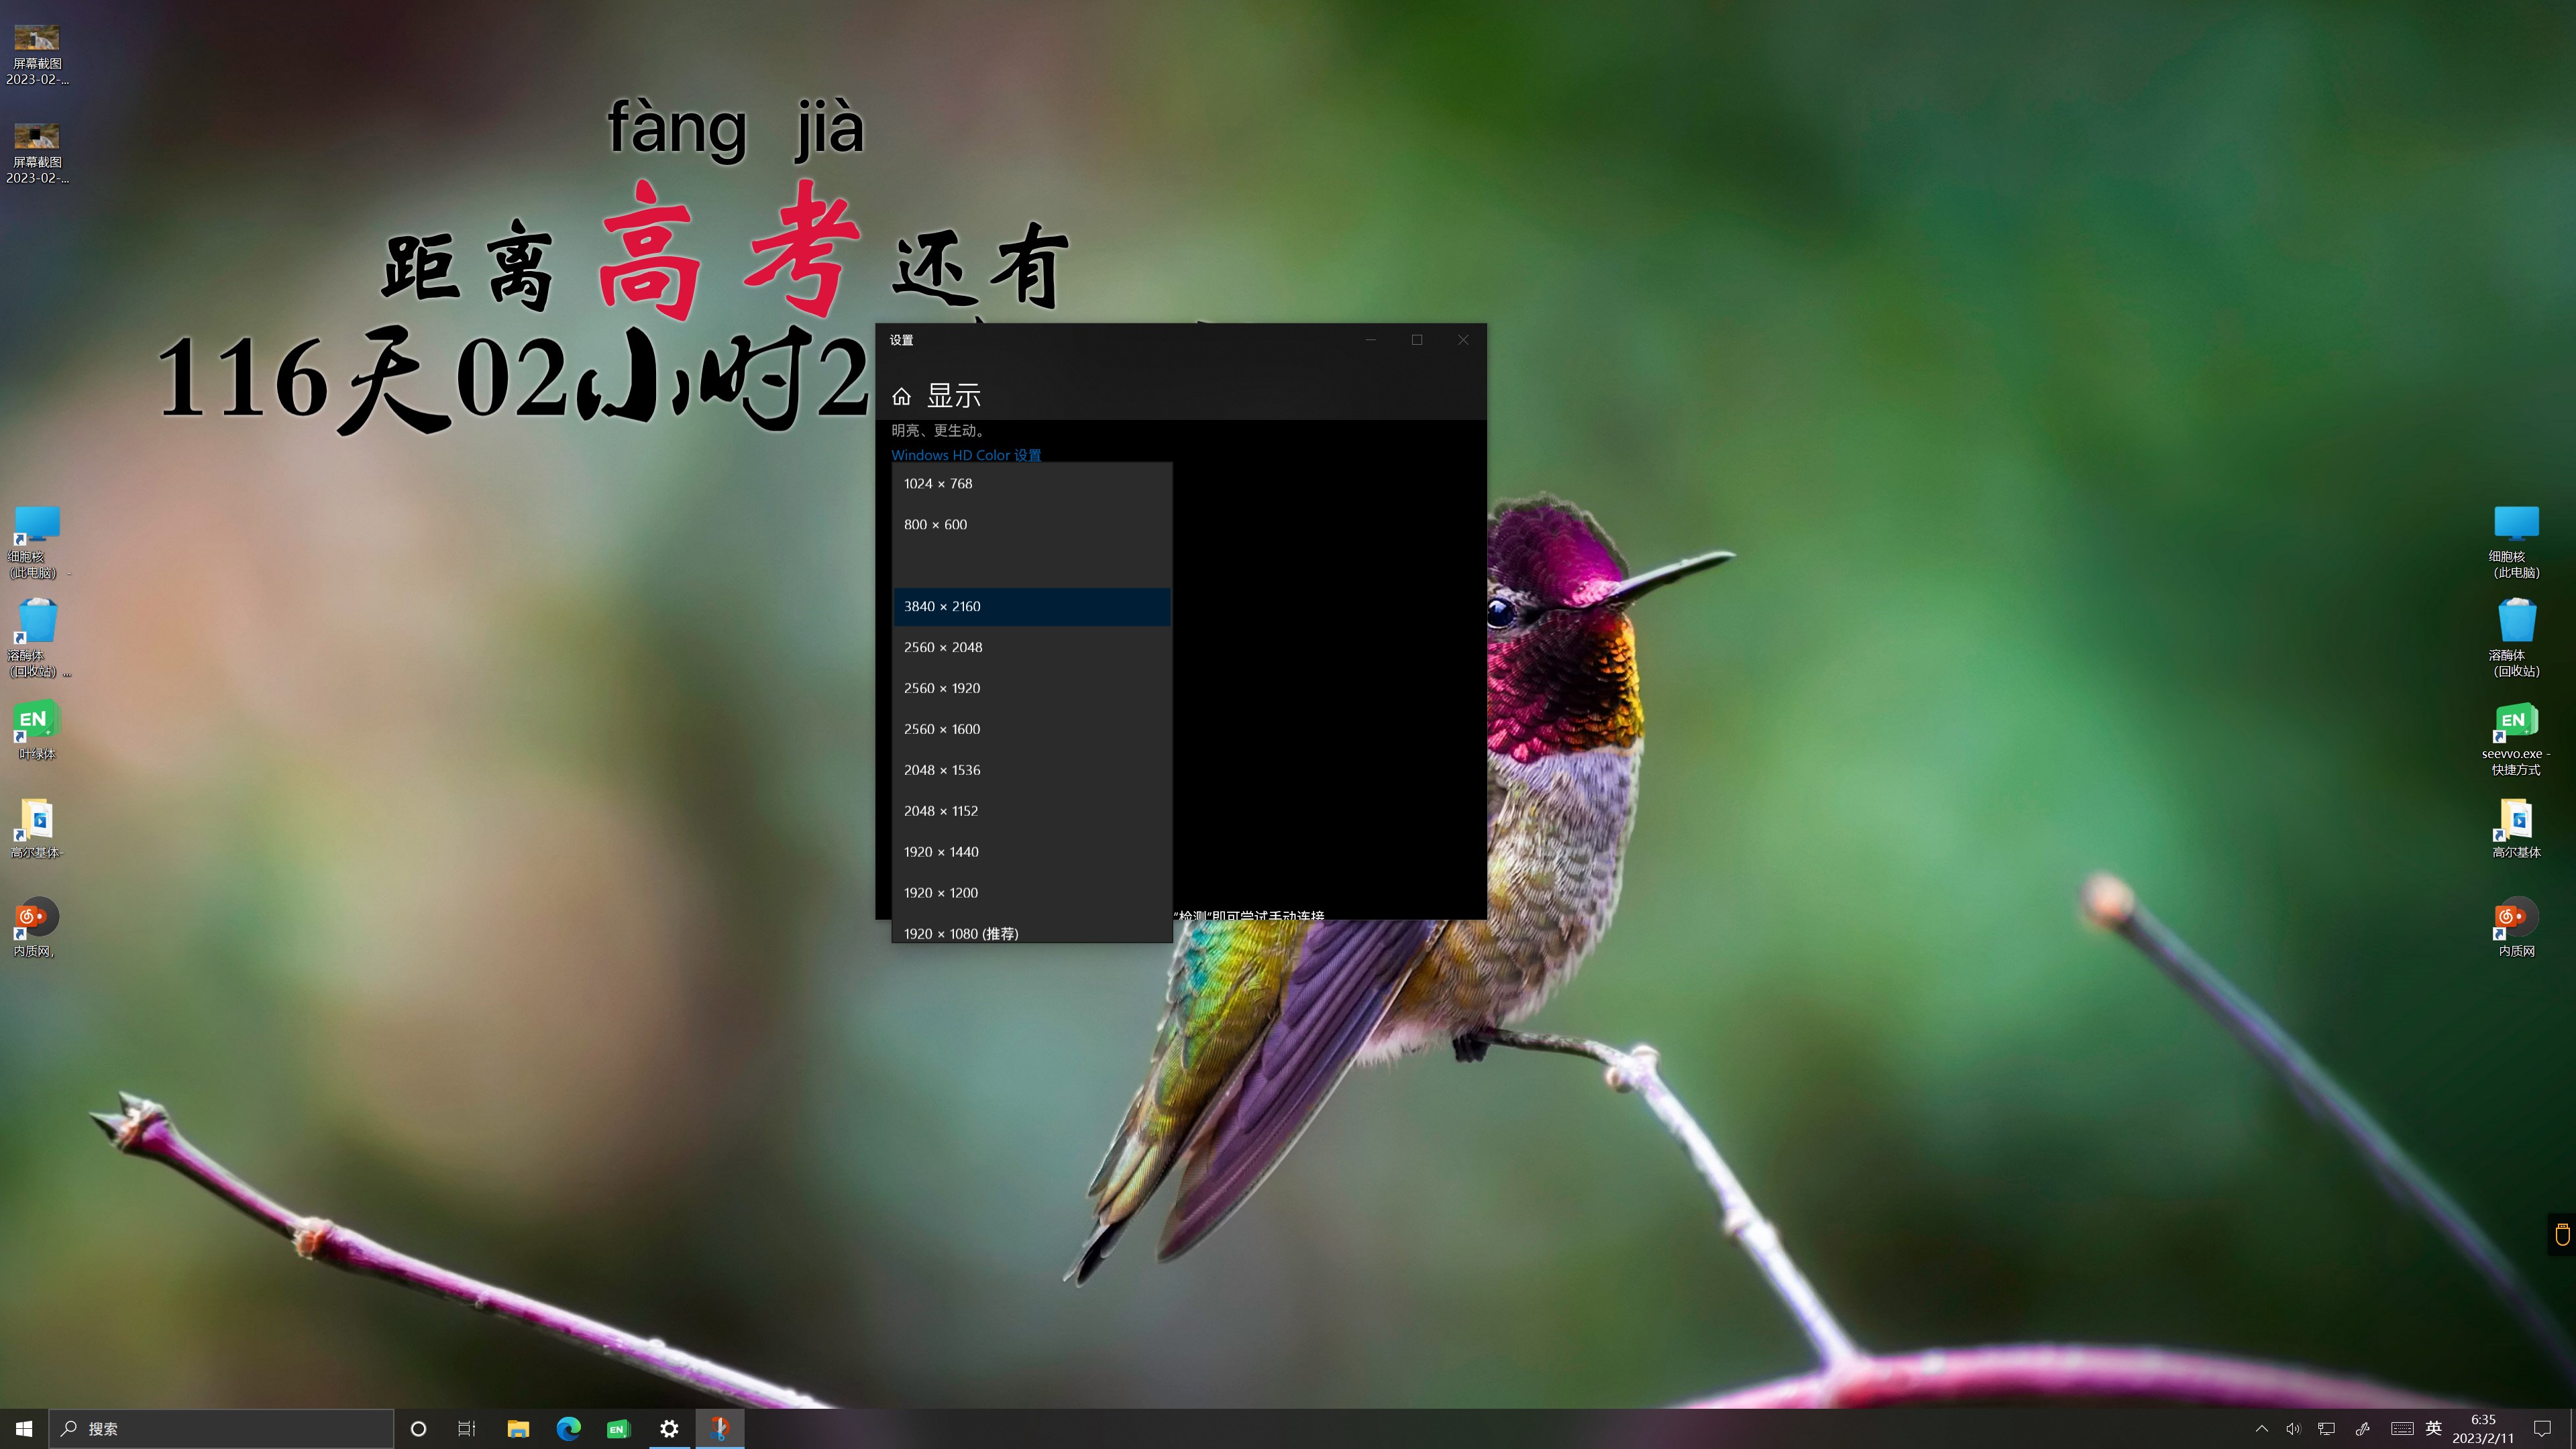 屏幕截图
2023-02-...
屏幕截图
2023-02-...
fàng jià
距离高考还有
116天02小时2
设置
显示
明亮、更生动。
Windows HD Color 设置
1024 × 768
800 × 600
3840 × 2160
2560 × 2048
2560 × 1920
2560 × 1600
2048 × 1536
2048 × 1152
1920 × 1440
1920 × 1200
1920 × 1080 (推荐)
“检测”即可尝试手动连接
细胞核
(此电脑) -
溶酶体
(回收站) ...
EN
叶绿体
高尔基体-
内质网,
细胞核
(此电脑)
溶酶体
(回收站)
EN
seevvo.exe -
快捷方式
高尔基体
内质网
搜索
EN
英
6:35
2023/2/11